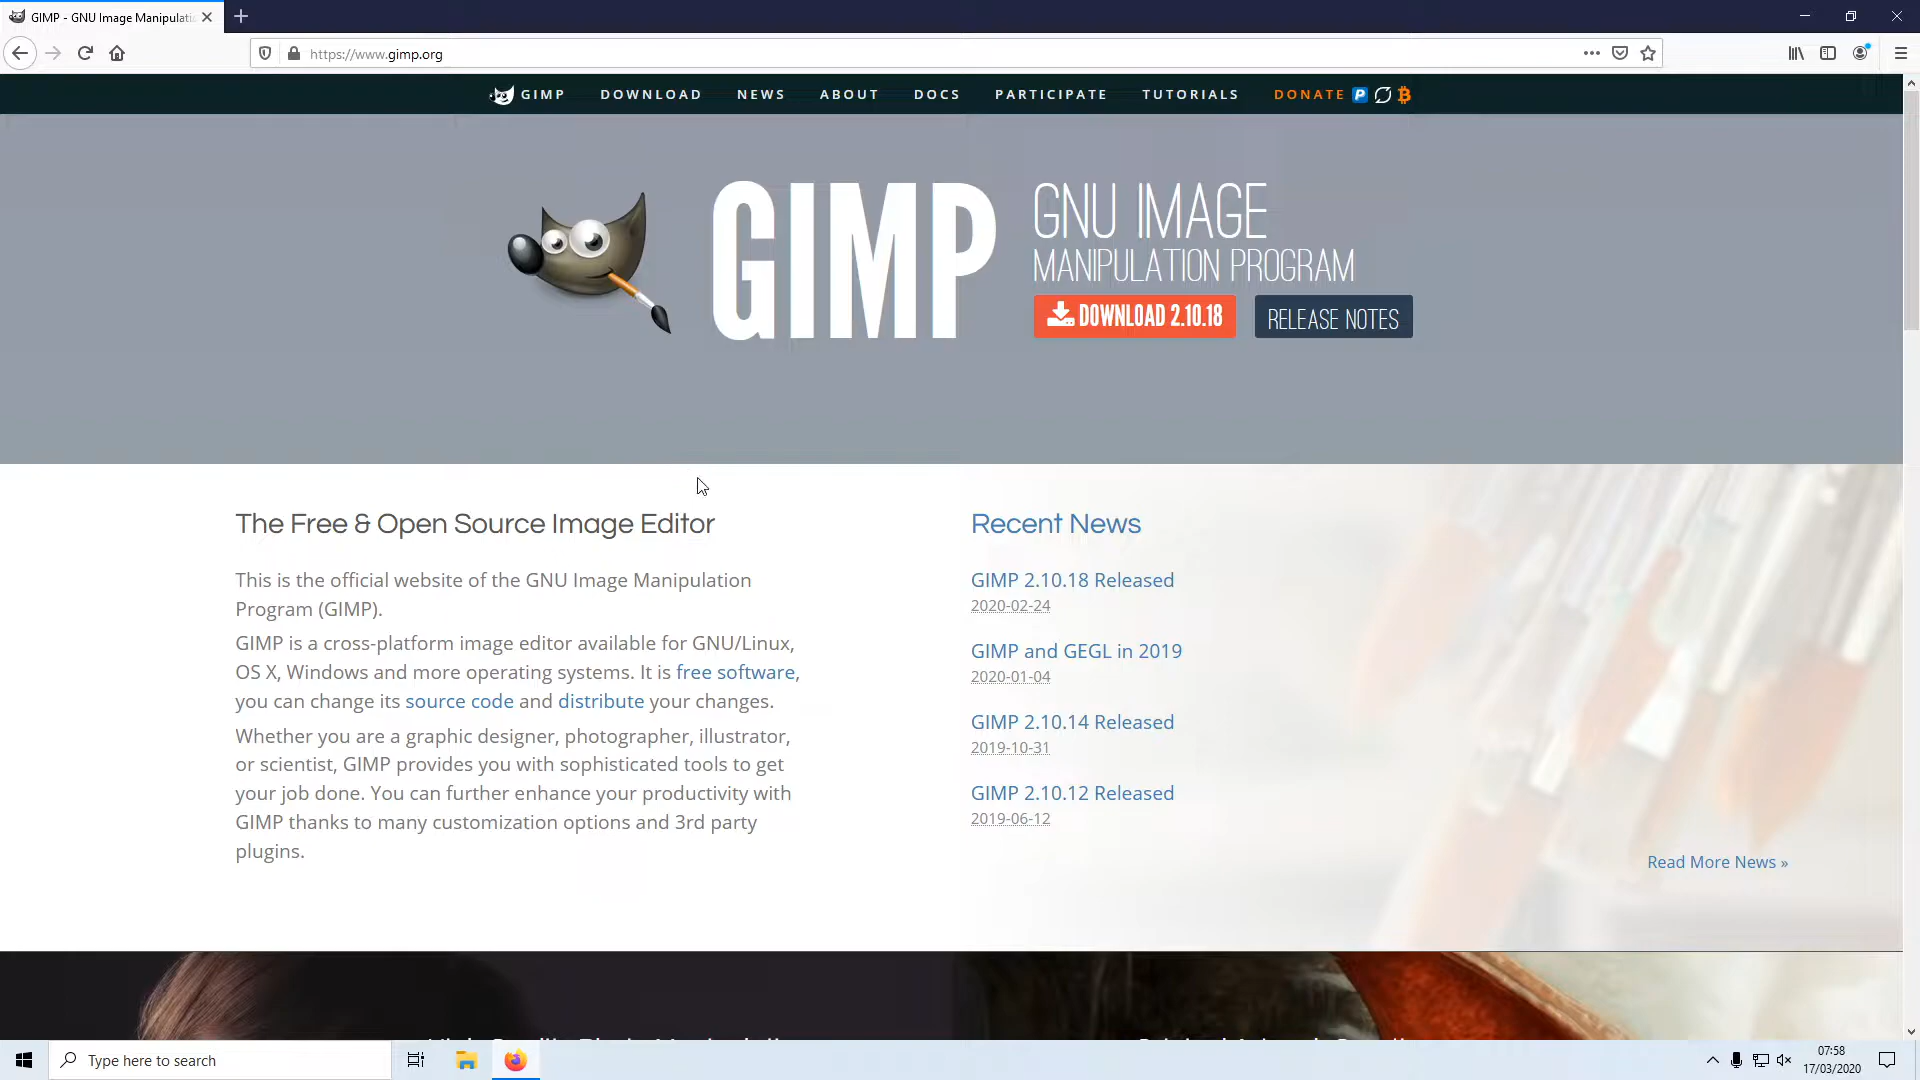 GIMP - GNU Image Manipulati
https://www.gimp.org
GIMP DOWNLOAD NEWS ABOUT DOCS PARTICIPATE TUTORIALS DONATE
GIMP
GNU IMAGE
MANIPULATION PROGRAM
DOWNLOAD 2.10.18
RELEASE NOTES
The Free & Open Source Image Editor
This is the official website of the GNU Image Manipulation
Program (GIMP).
GIMP is a cross-platform image editor available for GNU/Linux,
OS X, Windows and more operating systems. It is free software,
you can change its source code and distribute your changes.
Whether you are a graphic designer, photographer, illustrator,
or scientist, GIMP provides you with sophisticated tools to get
your job done. You can further enhance your productivity with
GIMP thanks to many customization options and 3rd party
plugins.
Recent News
GIMP 2.10.18 Released
2020-02-24
GIMP and GEGL in 2019
2020-01-04
GIMP 2.10.14 Released
2019-10-31
GIMP 2.10.12 Released
2019-06-12
Read More News »
Type here to search
07:58
17/03/2020